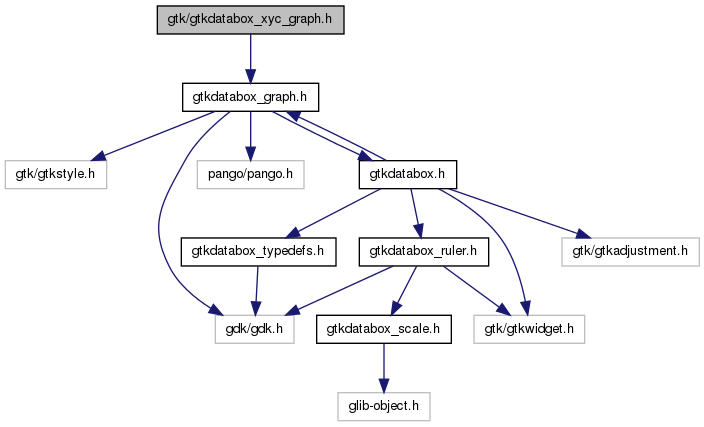 gtk/gtkdatabox_xyc_graph.h
gtkdatabox_graph.h
gtk/gtkstyle.h
pango/pango.h
gtkdatabox.h
gtkdatabox_typedefs.h
gtkdatabox_ruler.h
gtk/gtkadjustment.h
gdk/gdk.h
gtkdatabox_scale.h
gtk/gtkwidget.h
glib-object.h